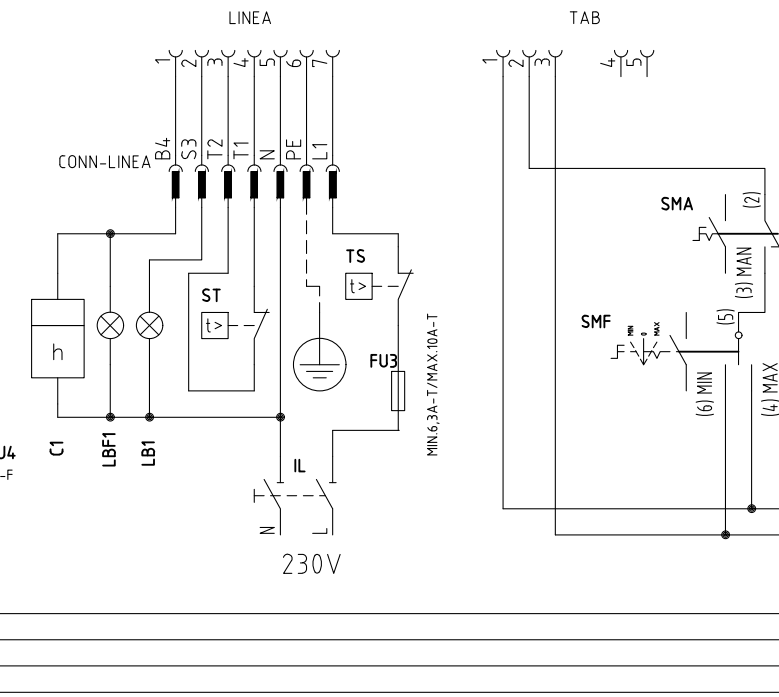 LINEA
TAB
1
2
3
4
5
6
7
1
2
3
4
5
CONN-LINEA
B4
S3
T2
T1
N
PE
L1
SMA
(2)
(3) MAN
TS
t>
ST
t>
h
SMF
MIN
0
MAX
(5)
(6) MIN
(4) MAX
FU3
MIN.6,3A-T/MAX.10A-T
U4
-F
C1
LBF1
LB1
IL
N
L
230V